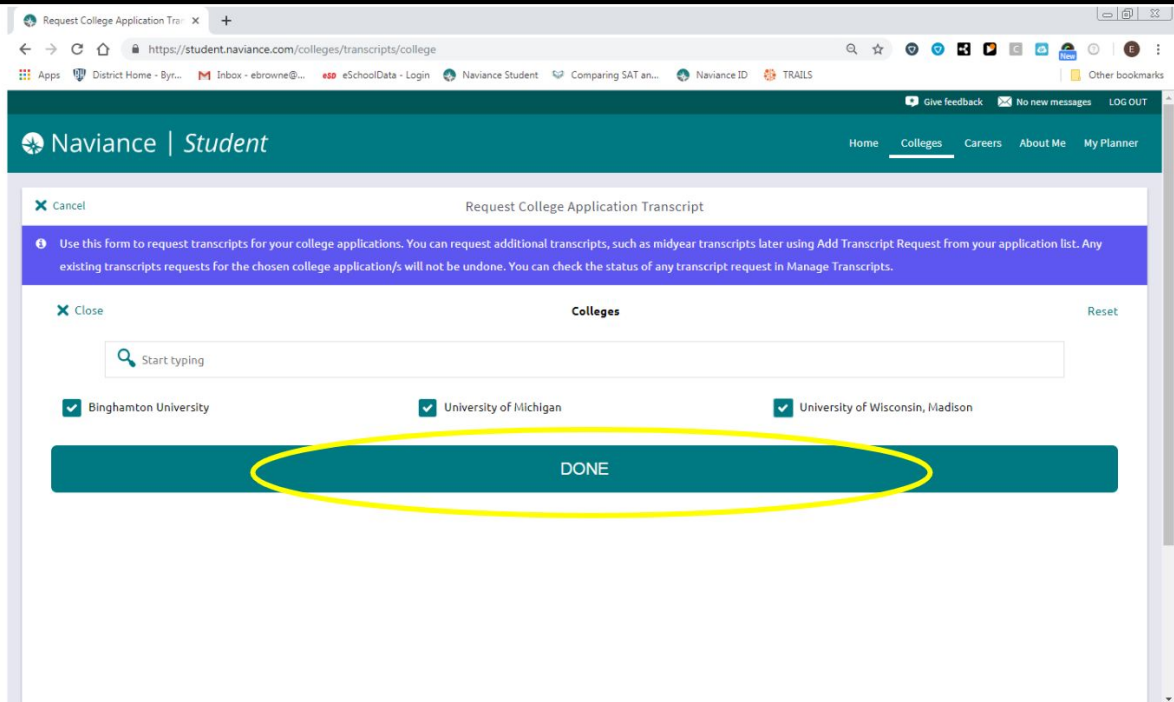 Request College Application Tran
https://student.naviance.com/colleges/transcripts/college
New
E
Apps District Home - Byr... Inbox - ebrowne@... esD eSchoolData - Login Naviance Student Comparing SAT an... Naviance ID TRAILS Other bookmarks
Give feedback No new messages LOG OUT
Naviance | Student Home Colleges Careers About Me My Planner
Cancel Request College Application Transcript
Use this form to request transcripts for your college applications. You can request additional transcripts, such as midyear transcripts later using Add Transcript Request from your application list. Any
existing transcripts requests for the chosen college application/s will not be undone. You can check the status of any transcript request in Manage Transcripts.
Close Colleges Reset
Start typing
Binghamton University University of Michigan University of Wisconsin, Madison
DONE